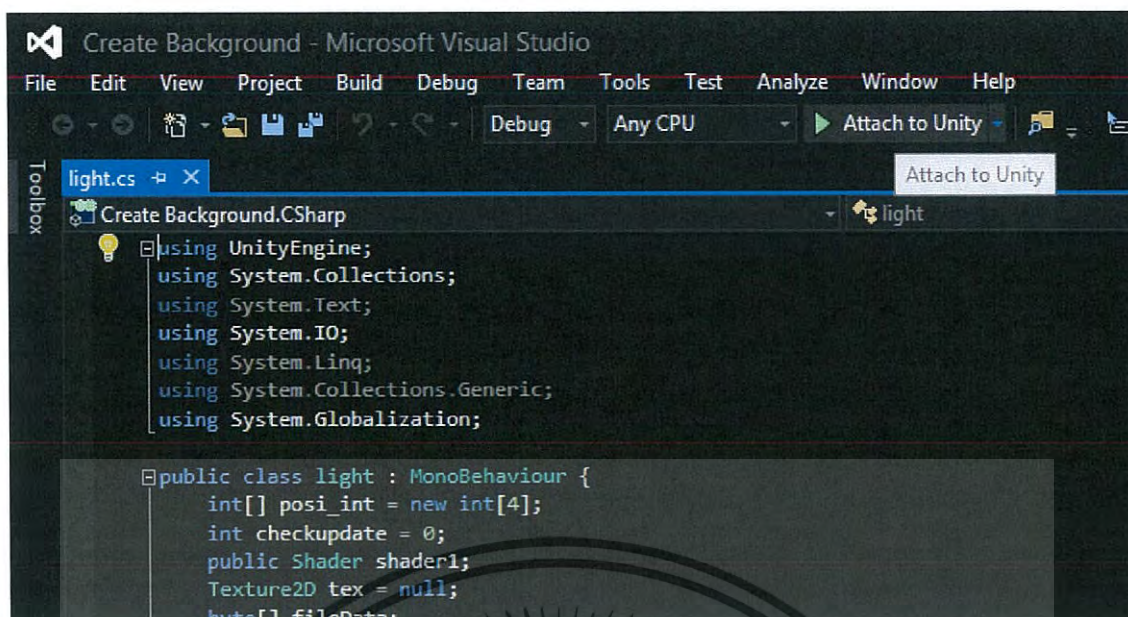 Create Background - Microsoft Visual Studio
File Edit View Project Build Debug Team Tools Test Analyze Window Help
Debug Any CPU Attach to Unity
Attach to Unity
Toolbox
light.cs
Create Background.CSharp light
using UnityEngine;
using System.Collections;
using System.Text;
using System.IO;
using System.Linq;
using System.Collections.Generic;
using System.Globalization;
public class light : MonoBehaviour {
int[] posi_int = new int[4];
int checkupdate = 0;
public Shader shader1;
Texture2D tex = null;
byte[] fileData;